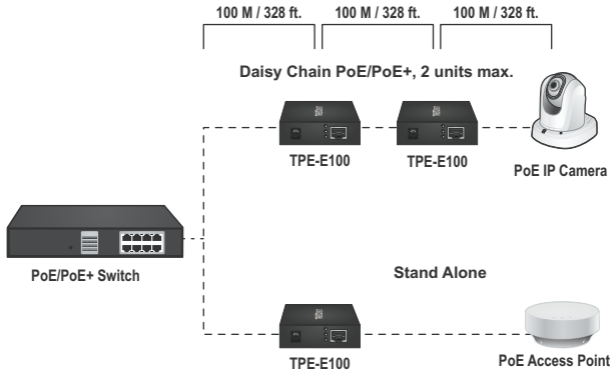 100 M / 328 ft. 100 M / 328 ft. 100 M / 328 ft.
Daisy Chain PoE/PoE+, 2 units max.
TPE-E100
TPE-E100
PoE IP Camera
PoE/PoE+ Switch
Stand Alone
TPE-E100
PoE Access Point